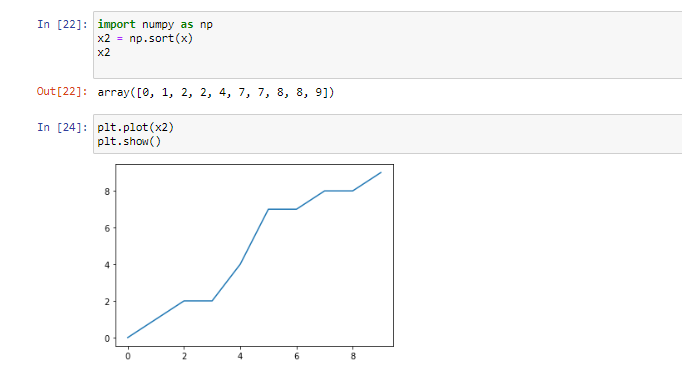 In [22]: import numpy as np
x2 = np.sort(x)
x2
Out[22]: array([0, 1, 2, 2, 4, 7, 7, 8, 8, 9])
In [24]: plt.plot(x2)
plt.show()
8
6
4
2
0
0 2 4 6 8